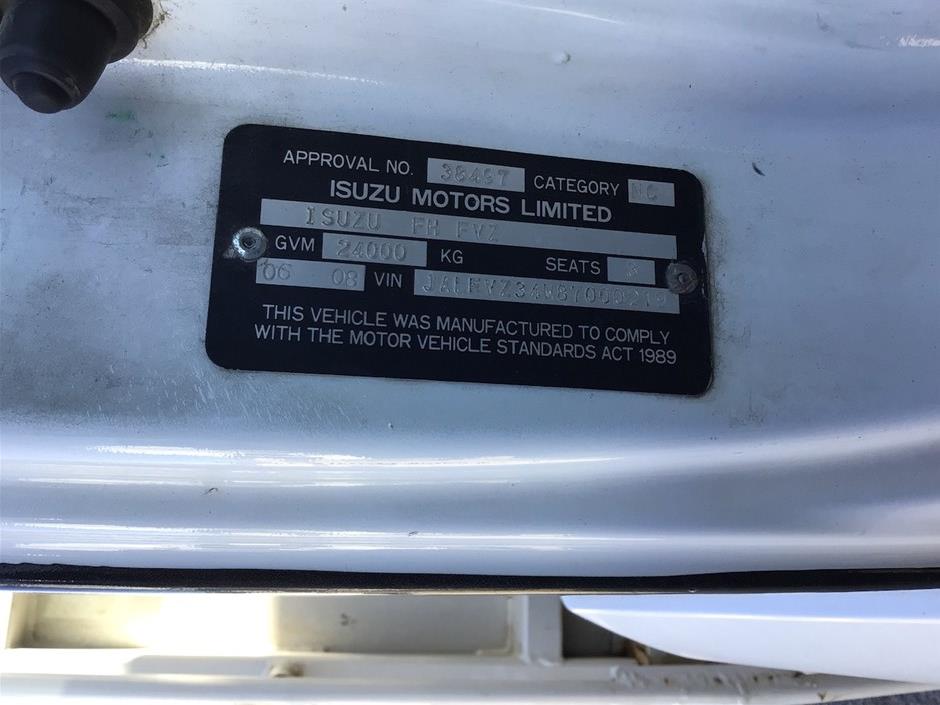 APPROVAL NO. 38497 CATEGORY NC
ISUZU MOTORS LIMITED
ISUZU FH FVZ
GVM 24000 KG SEATS
06 08 VIN
THIS VEHICLE WAS MANUFACTURED TO COMPLY
WITH THE MOTOR VEHICLE STANDARDS ACT 1989